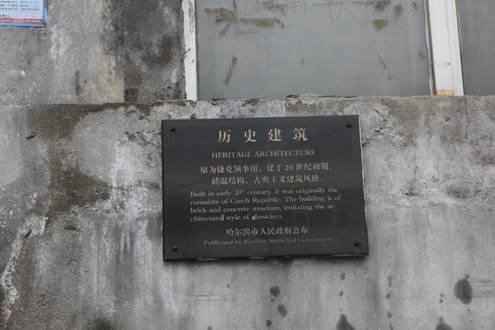 历史建筑
HERITAGE ARCHITECTURE
原为捷克领事馆。建于20世纪初期。
砖混结构。古典主义建筑风格。
Built in early 20th century, it was originally the
consulate of Czech Republic. The building is of
brick and concrete structure, imitating the ar-
chitectural style of classicism.
哈尔滨市人民政府公布
Publicized by Harbin Municipal Government